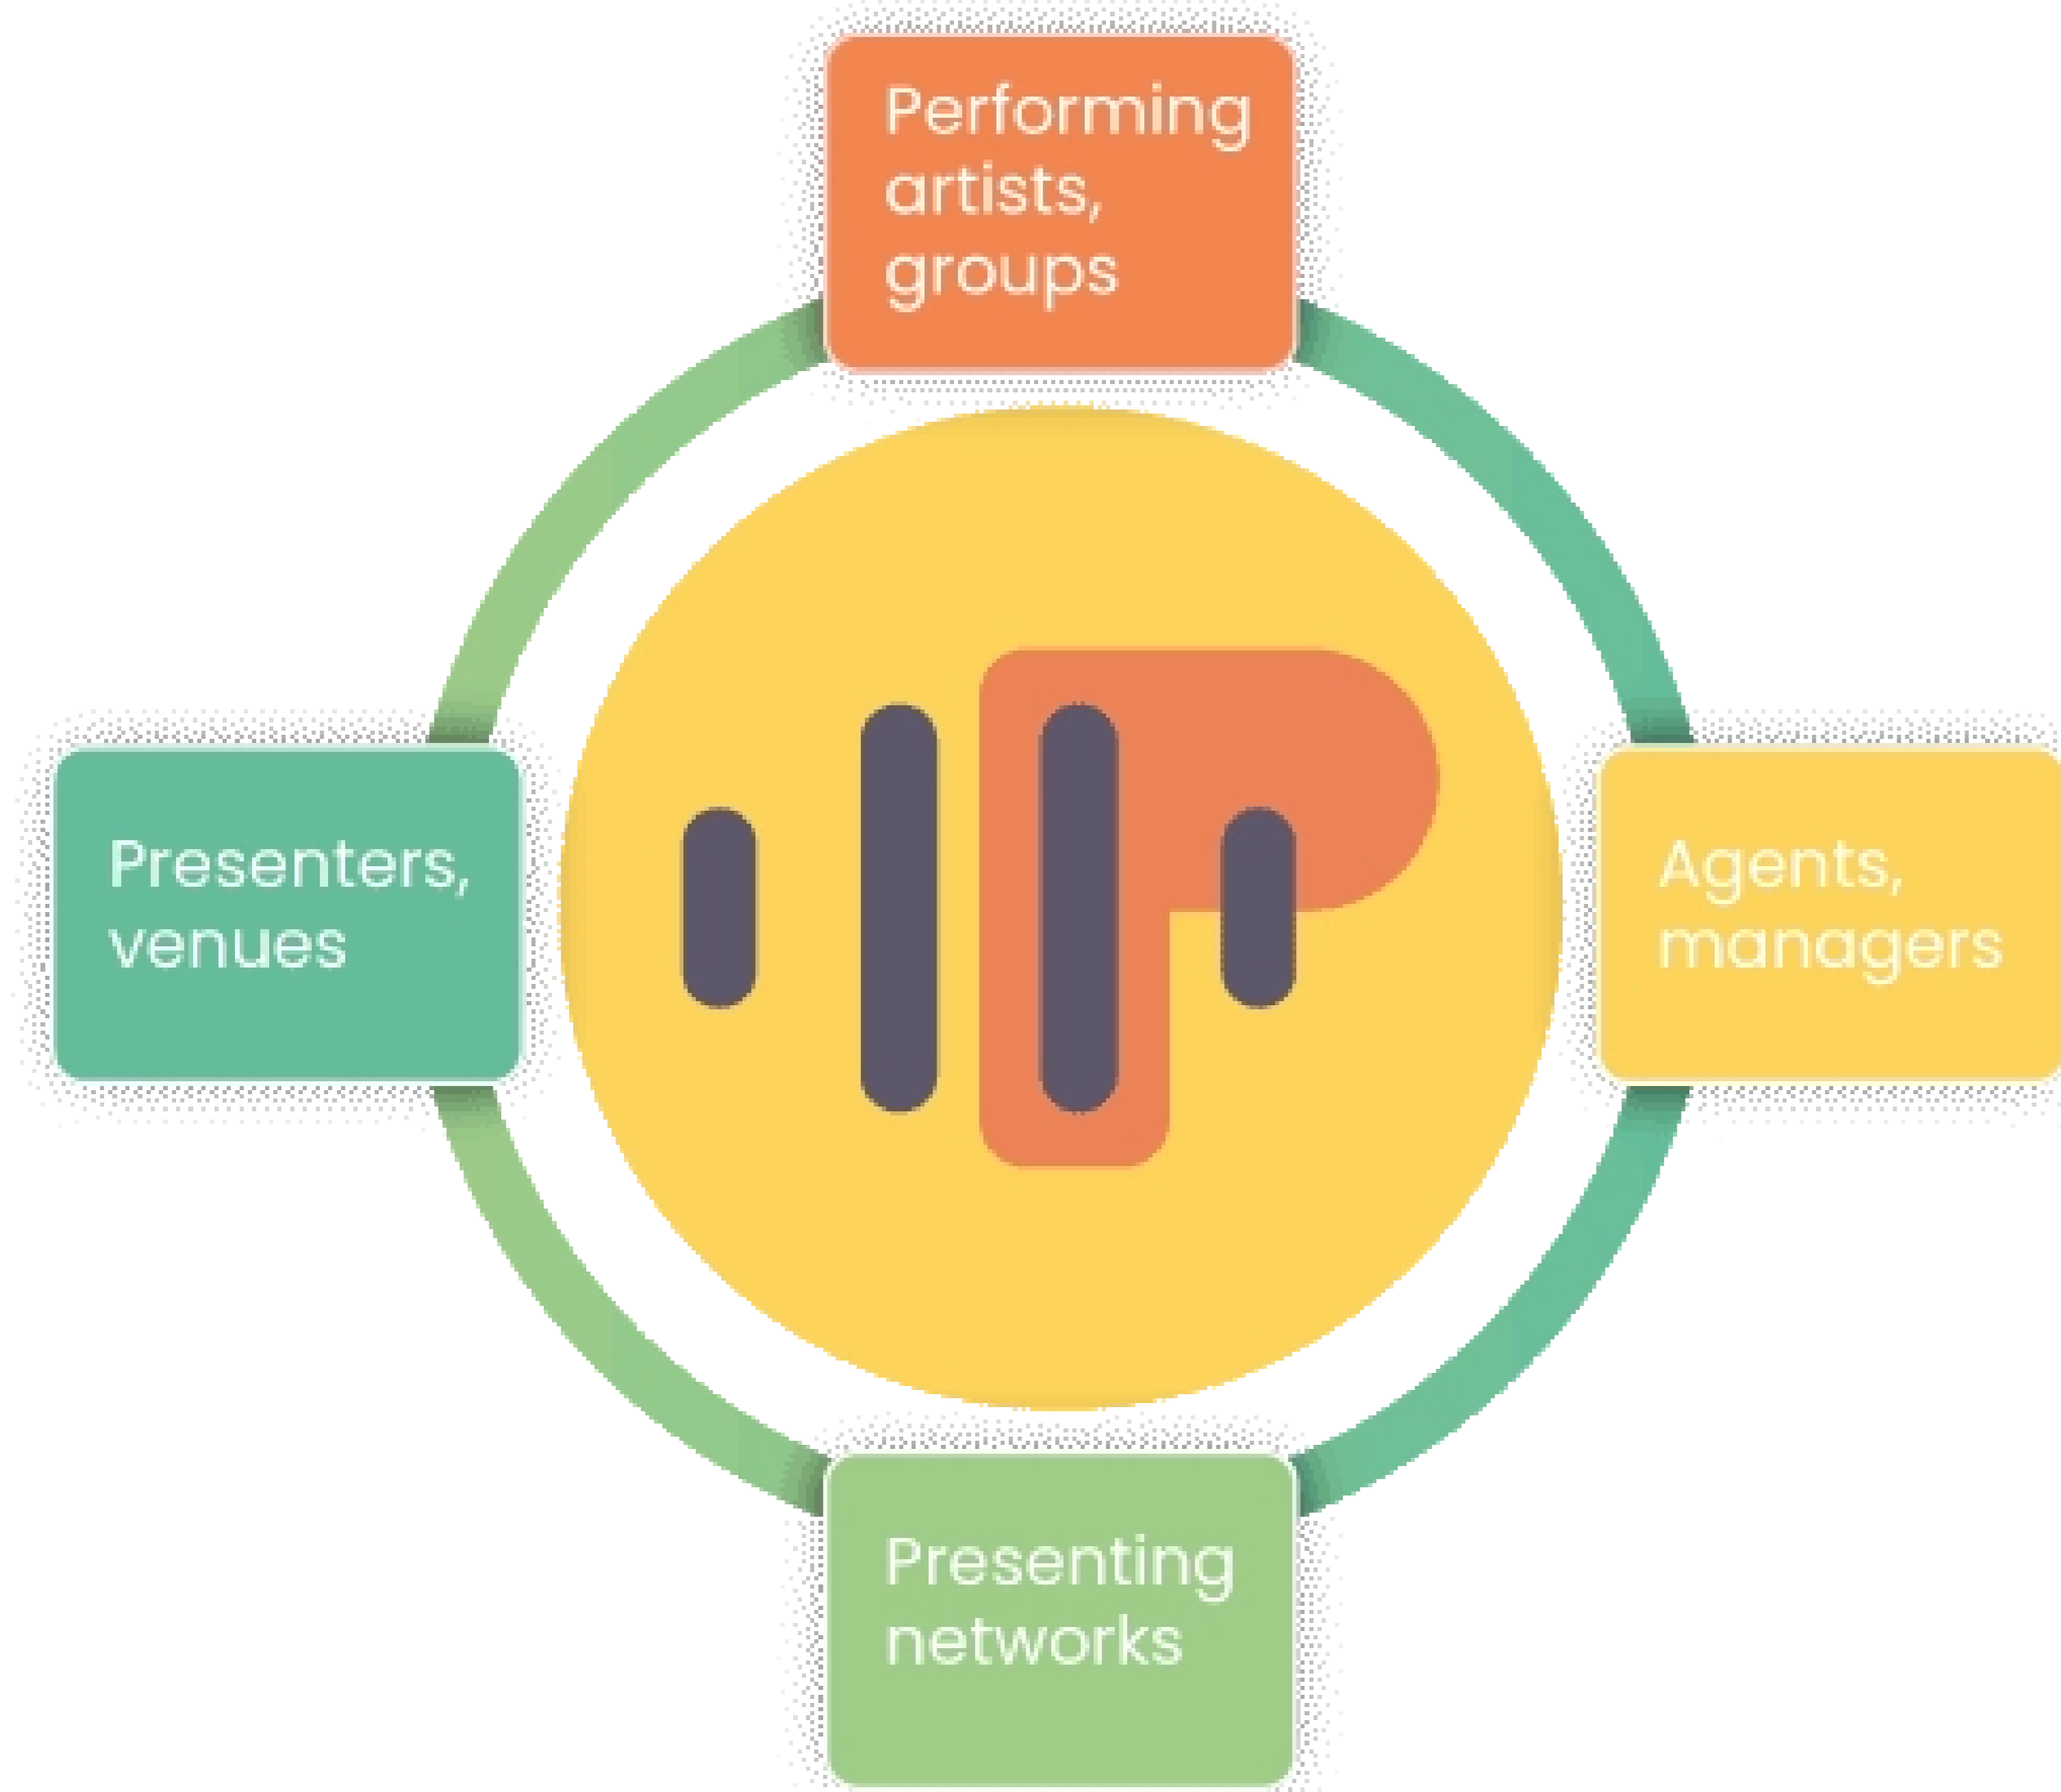 Performing
artists,
groups
Presenters,
venues
Agents,
managers
Presenting
networks